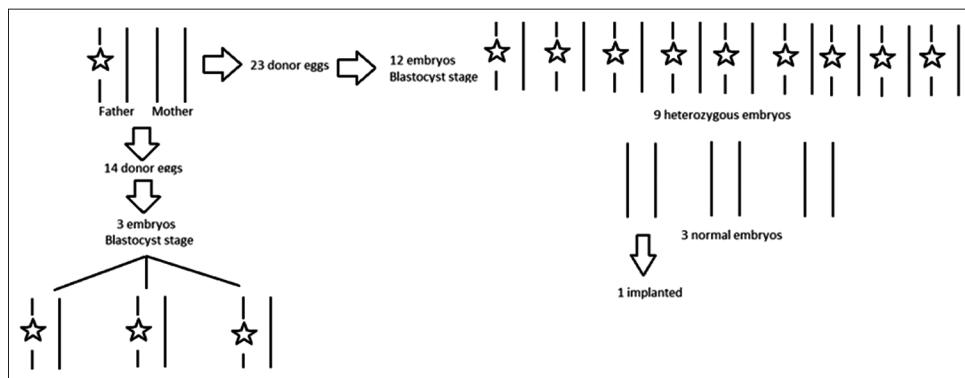 Father Mother
23 donor eggs
12 embryos
Blastocyst stage
9 heterozygous embryos
3 normal embryos
1 implanted
14 donor eggs
3 embryos
Blastocyst stage